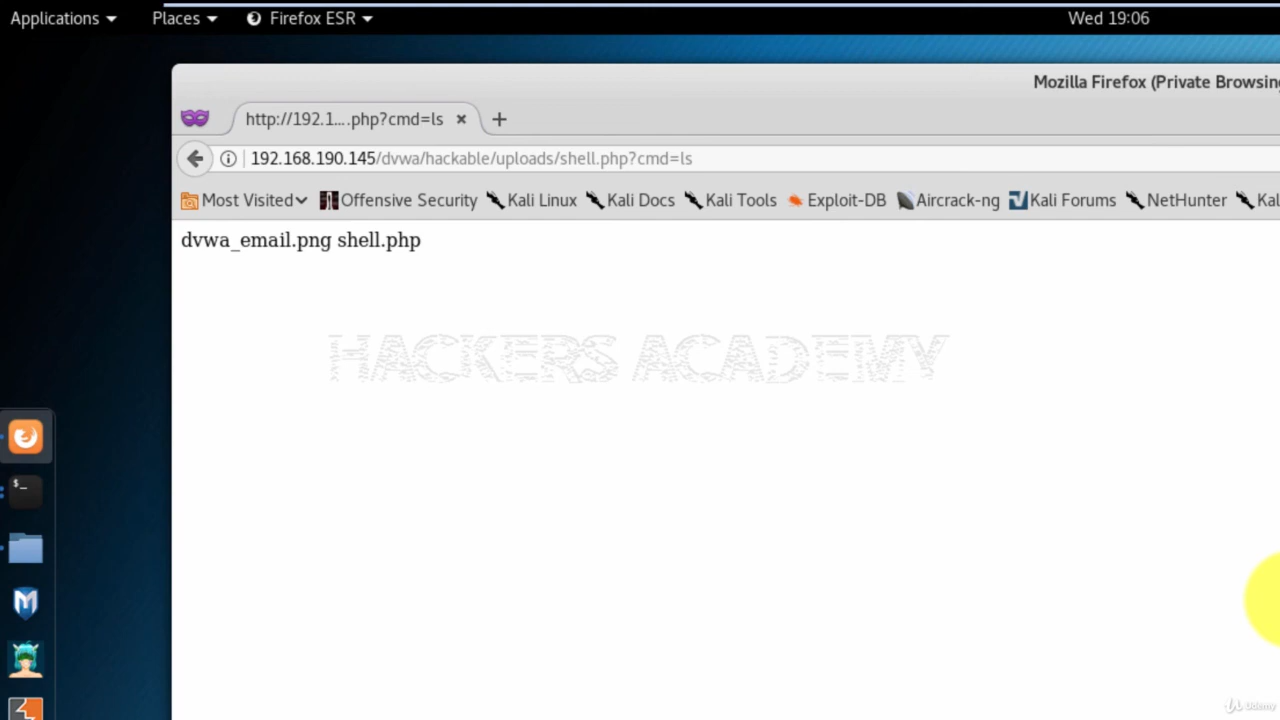 Applications Places Firefox ESR Wed 19:06
Mozilla Firefox (Private Browsing
http://192.1....php?cmd=ls
192.168.190.145/dvwa/hackable/uploads/shell.php?cmd=ls
Most Visited Offensive Security Kali Linux Kali Docs Kali Tools Exploit-DB Aircrack-ng Kali Forums NetHunter Kal
dvwa_email.png shell.php
HACKERS ACADEMY
$_
Udemy